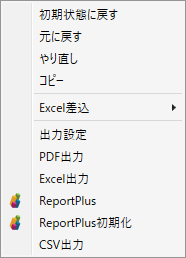 初期状態に戻す
元に戻す
やり直し
コピー
Excel差込
出力設定
PDF出力
Excel出力
ReportPlus
ReportPlus初期化
CSV出力